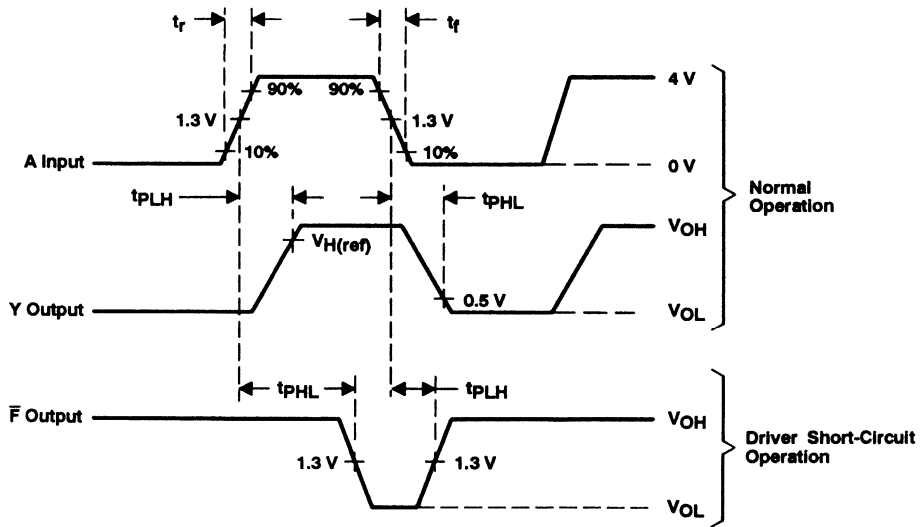 tr
tf
90%
90%
4 V
1.3 V
1.3 V
A Input
10%
10%
0 V
tPLH
tPHL
Normal
Operation
VH(ref)
VOH
Y Output
0.5 V
VOL
tPHL
tPLH
F̅ Output
VOH
1.3 V
1.3 V
Driver Short-Circuit
Operation
VOL